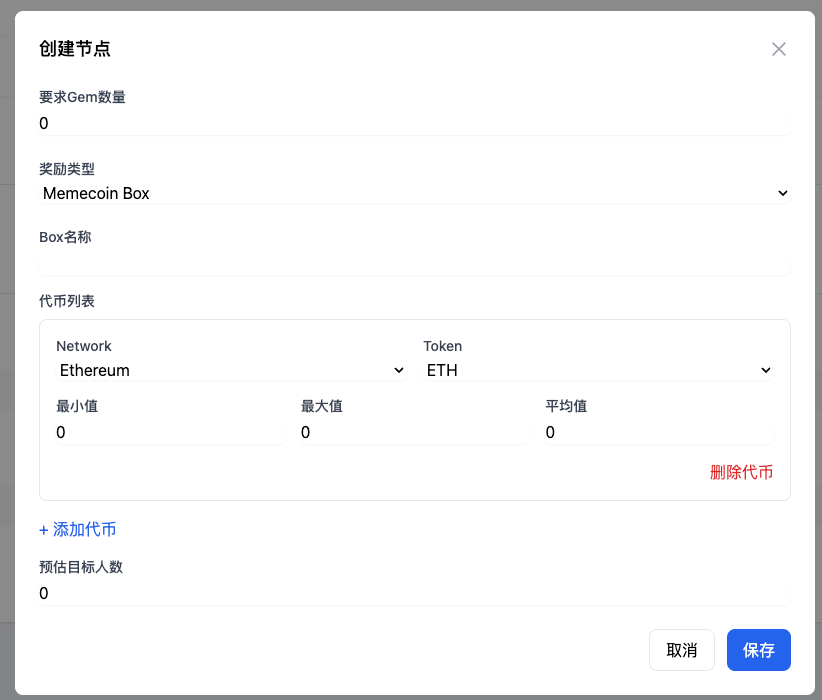 创建节点
要求Gem数量
0
奖励类型
Memecoin Box
Box名称
代币列表
Network Token
Ethereum ETH
最小值 最大值 平均值
0 0 0
删除代币
+ 添加代币
预估目标人数
0
取消 保存